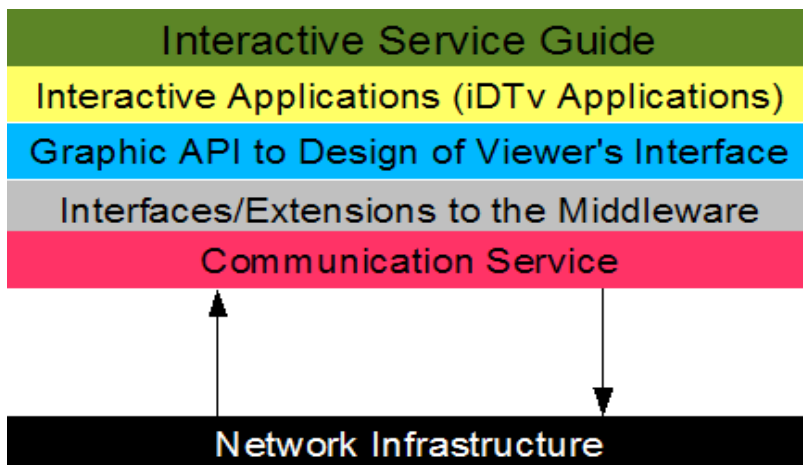 Interactive Service Guide
Interactive Applications (iDTv Applications)
Graphic API to Design of Viewer's Interface
Interfaces/Extensions to the Middleware
Communication Service
Network Infrastructure